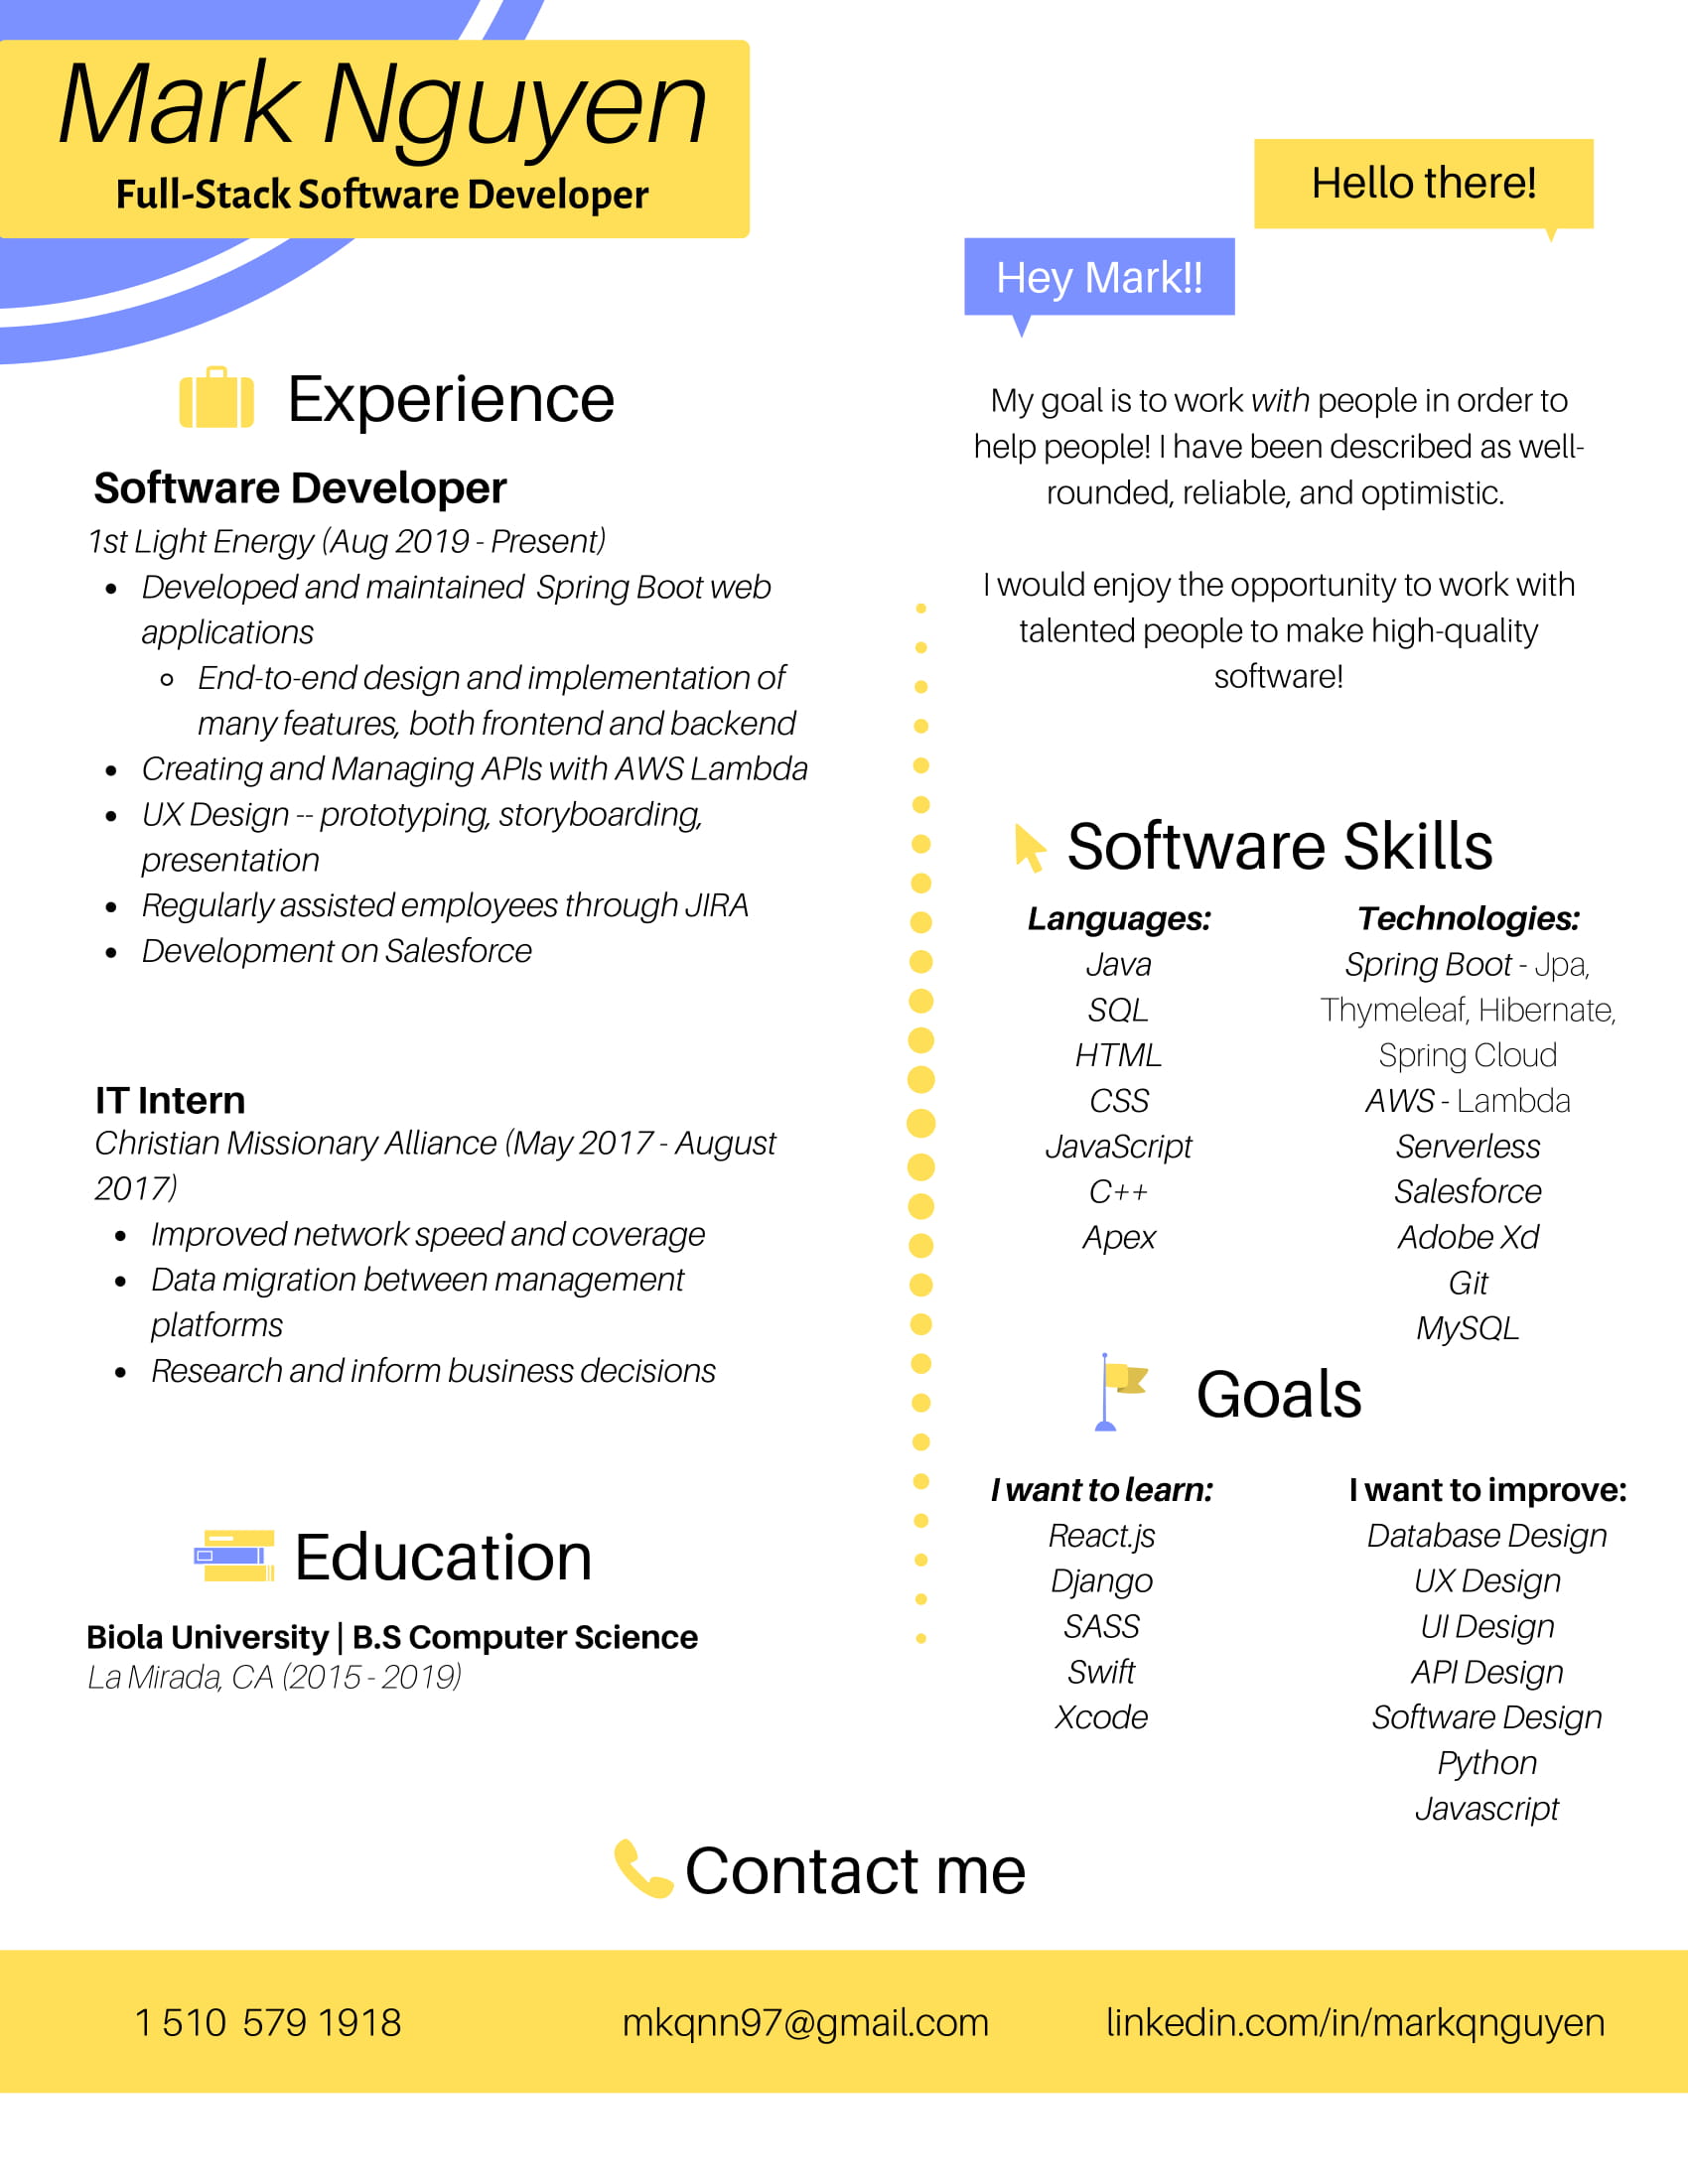 Mark Nguyen
Full-Stack Software Developer
Hello there!
Hey Mark!!
Experience
Software Developer
1st Light Energy (Aug 2019 - Present)
• Developed and maintained  Spring Boot web
applications
◦ End-to-end design and implementation of
many features, both frontend and backend
• Creating and Managing APIs with AWS Lambda
• UX Design -- prototyping, storyboarding,
presentation
• Regularly assisted employees through JIRA
• Development on Salesforce
IT Intern
Christian Missionary Alliance (May 2017 - August
2017)
• Improved network speed and coverage
• Data migration between management
platforms
• Research and inform business decisions
Education
Biola University | B.S Computer Science
La Mirada, CA (2015 - 2019)
My goal is to work with people in order to
help people! I have been described as well-
rounded, reliable, and optimistic.
I would enjoy the opportunity to work with
talented people to make high-quality
software!
Software Skills
Languages:
Java
SQL
HTML
CSS
JavaScript
C++
Apex
Technologies:
Spring Boot - Jpa,
Thymeleaf, Hibernate,
Spring Cloud
AWS - Lambda
Serverless
Salesforce
Adobe Xd
Git
MySQL
Goals
I want to learn:
React.js
Django
SASS
Swift
Xcode
I want to improve:
Database Design
UX Design
UI Design
API Design
Software Design
Python
Javascript
Contact me
1 510  579 1918
mkqnn97@gmail.com
linkedin.com/in/markqnguyen